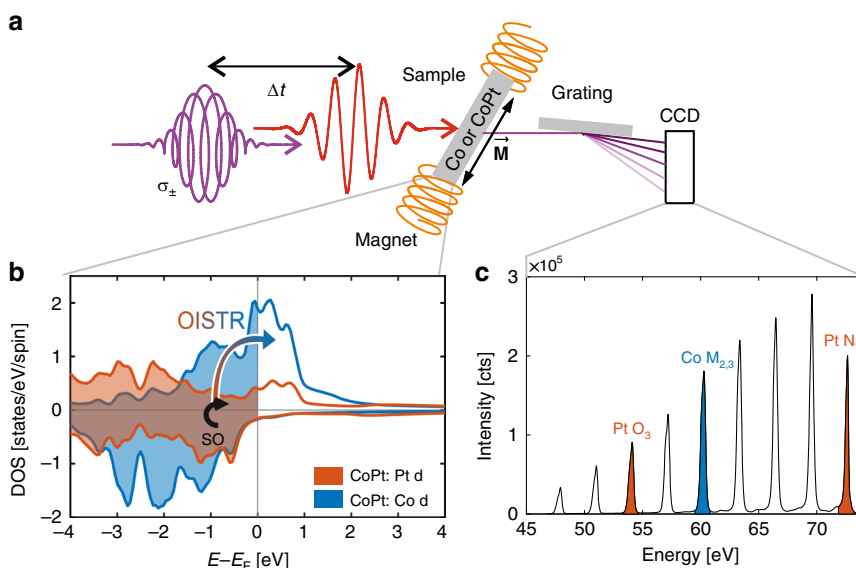 a
Δt
σ±
Sample
Co or CoPt
M
Magnet
Grating
CCD
b
OISTR
SO
CoPt: Pt d
CoPt: Co d
DOS [states/eV/spin]
2
1
0
−1
−2
−4 −3 −2 −1 0 1 2 3 4
E–E_F [eV]
c
×10⁵
3
2
1
0
Intensity [cts]
Pt O₃
Co M₂,₃
Pt N
45 50 55 60 65 70
Energy [eV]